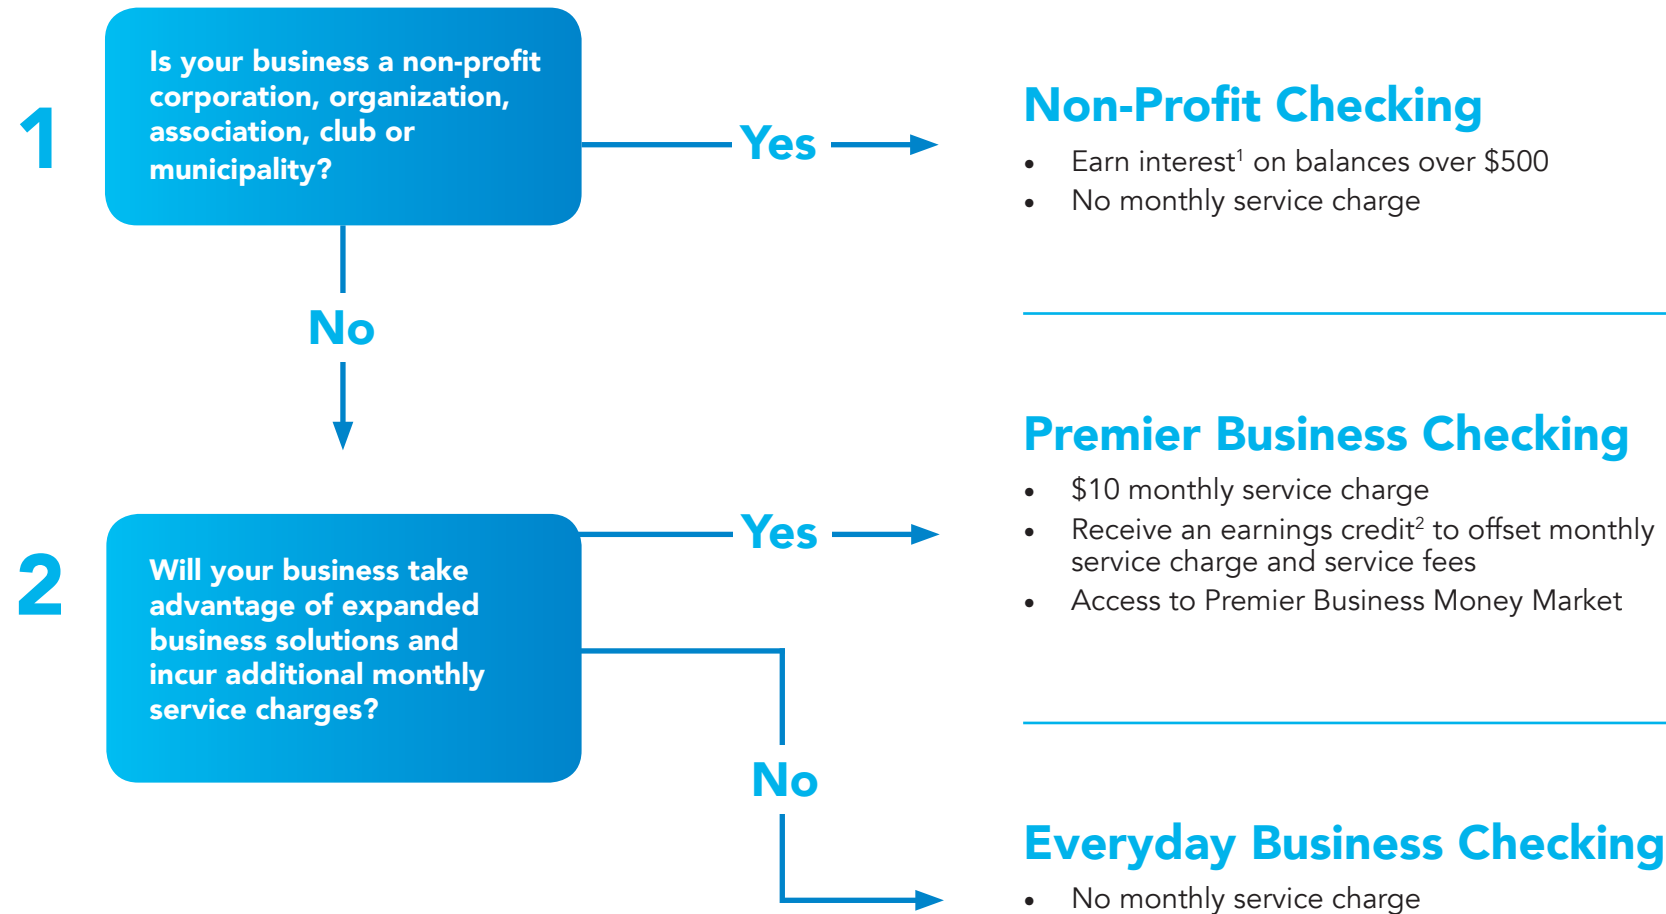 1
Is your business a non-profit
corporation, organization,
association, club or
municipality?
Yes
Non-Profit Checking
• Earn interest¹ on balances over $500
• No monthly service charge
No
2
Will your business take
advantage of expanded
business solutions and
incur additional monthly
service charges?
Yes
Premier Business Checking
• $10 monthly service charge
• Receive an earnings credit² to offset monthly
service charge and service fees
• Access to Premier Business Money Market
No
Everyday Business Checking
• No monthly service charge